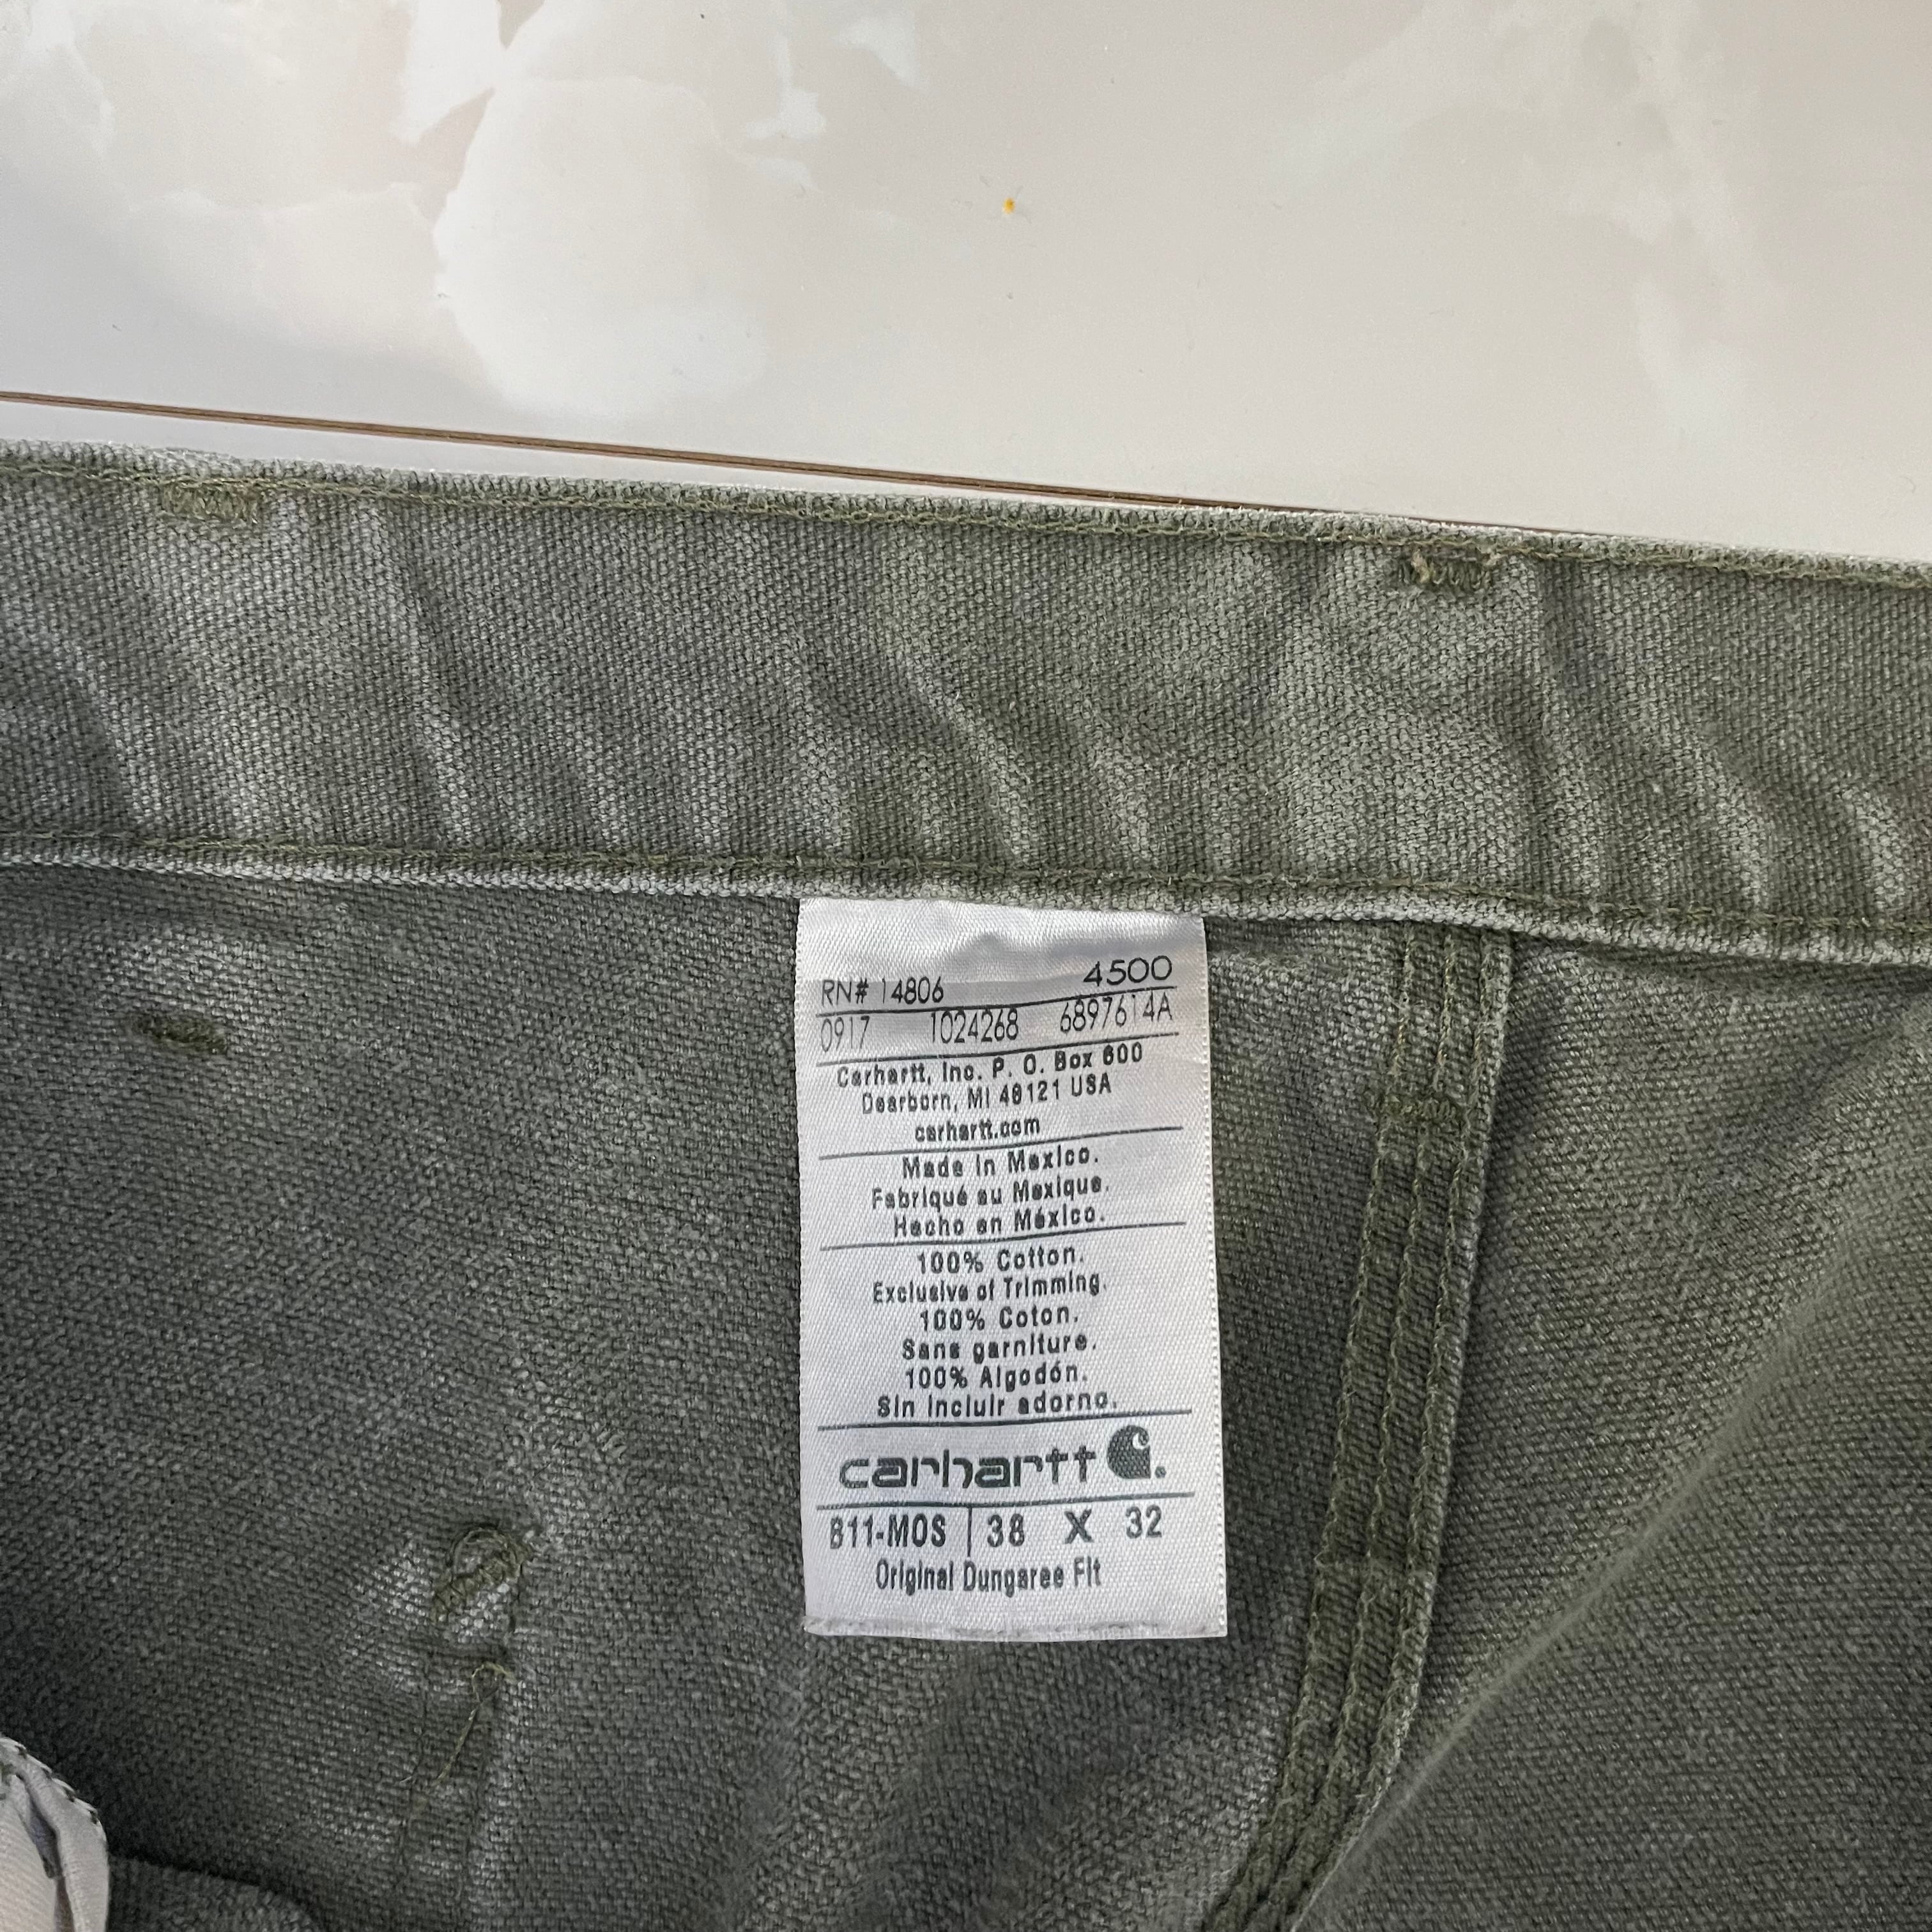 RN# 14806 4500
0917 1024268 6897614A
Carhartt, Inc. P. O. Box 600
Dearborn, MI 48121 USA
carhartt.com
Made in Mexico.
Fabriqué au Mexique.
Hecho en México.
100% Cotton.
Exclusive of Trimming.
100% Coton.
Sans garniture.
100% Algodón.
Sin incluir adorno.
carhartt
B11-MOS | 38 X 32
Original Dungaree Fit